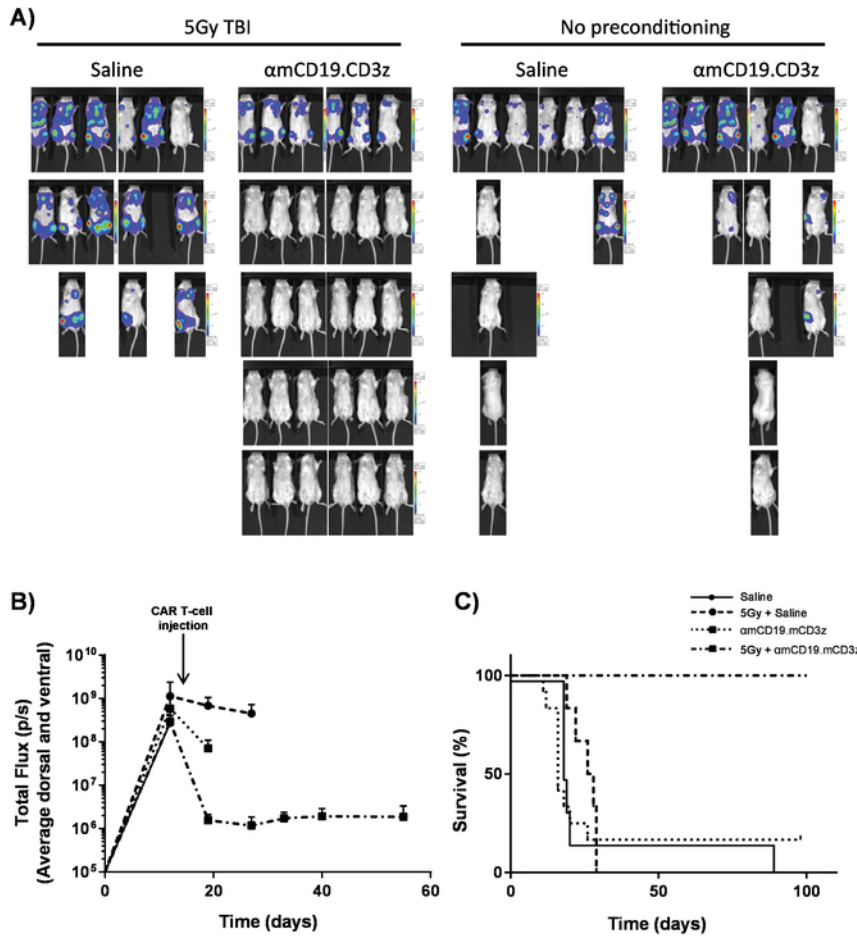 A)
5Gy TBI
No preconditioning
Saline
αmCD19.CD3z
Saline
αmCD19.CD3z
B)
CAR T-cell
injection
Total Flux (p/s)
(Average dorsal and ventral)
10^10
10^9
10^8
10^7
10^6
10^5
0
20
40
60
Time (days)
C)
Saline
5Gy + Saline
αmCD19.mCD3z
5Gy + αmCD19.mCD3z
Survival (%)
100
50
0
0
50
100
Time (days)